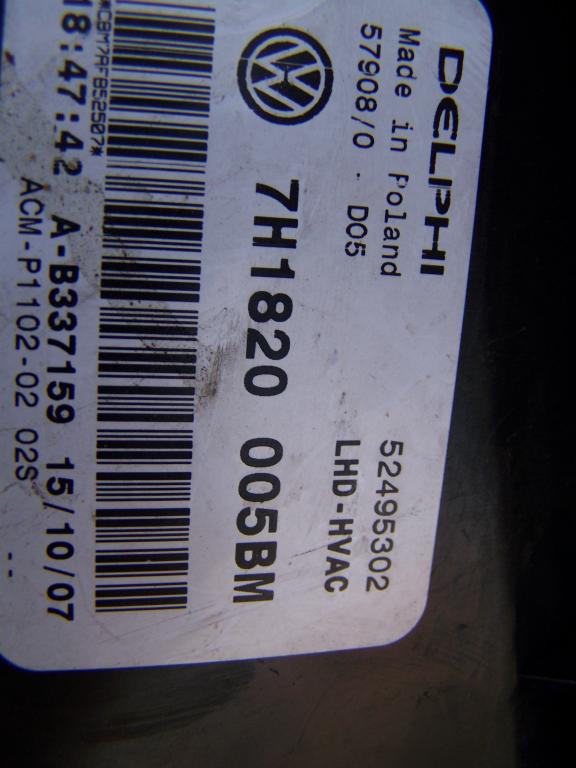 DELPHI
Made in Poland
57908/0 . D05
52495302
LHD-HVAC
7H1820 005BM
*CBM7AF952507*
18:47:42 A-B337159 15/10/07
ACM-P1102-02 02S
--